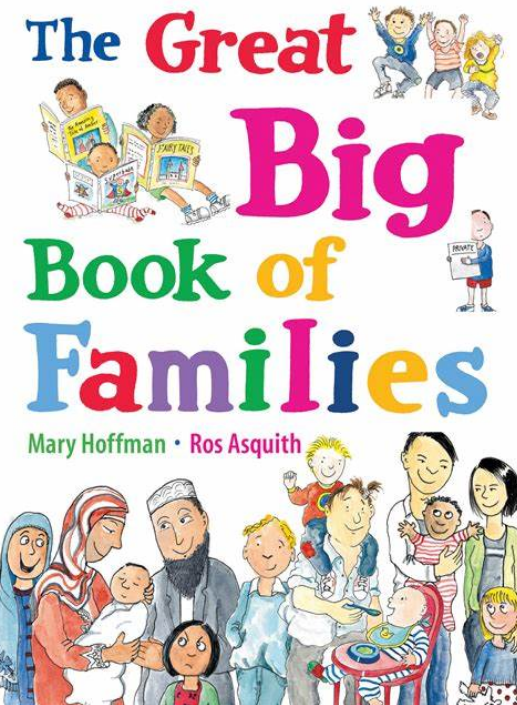 The Great
Big
Book of
Families
Mary Hoffman • Ros Asquith
FAIRY TALES
PRIVATE